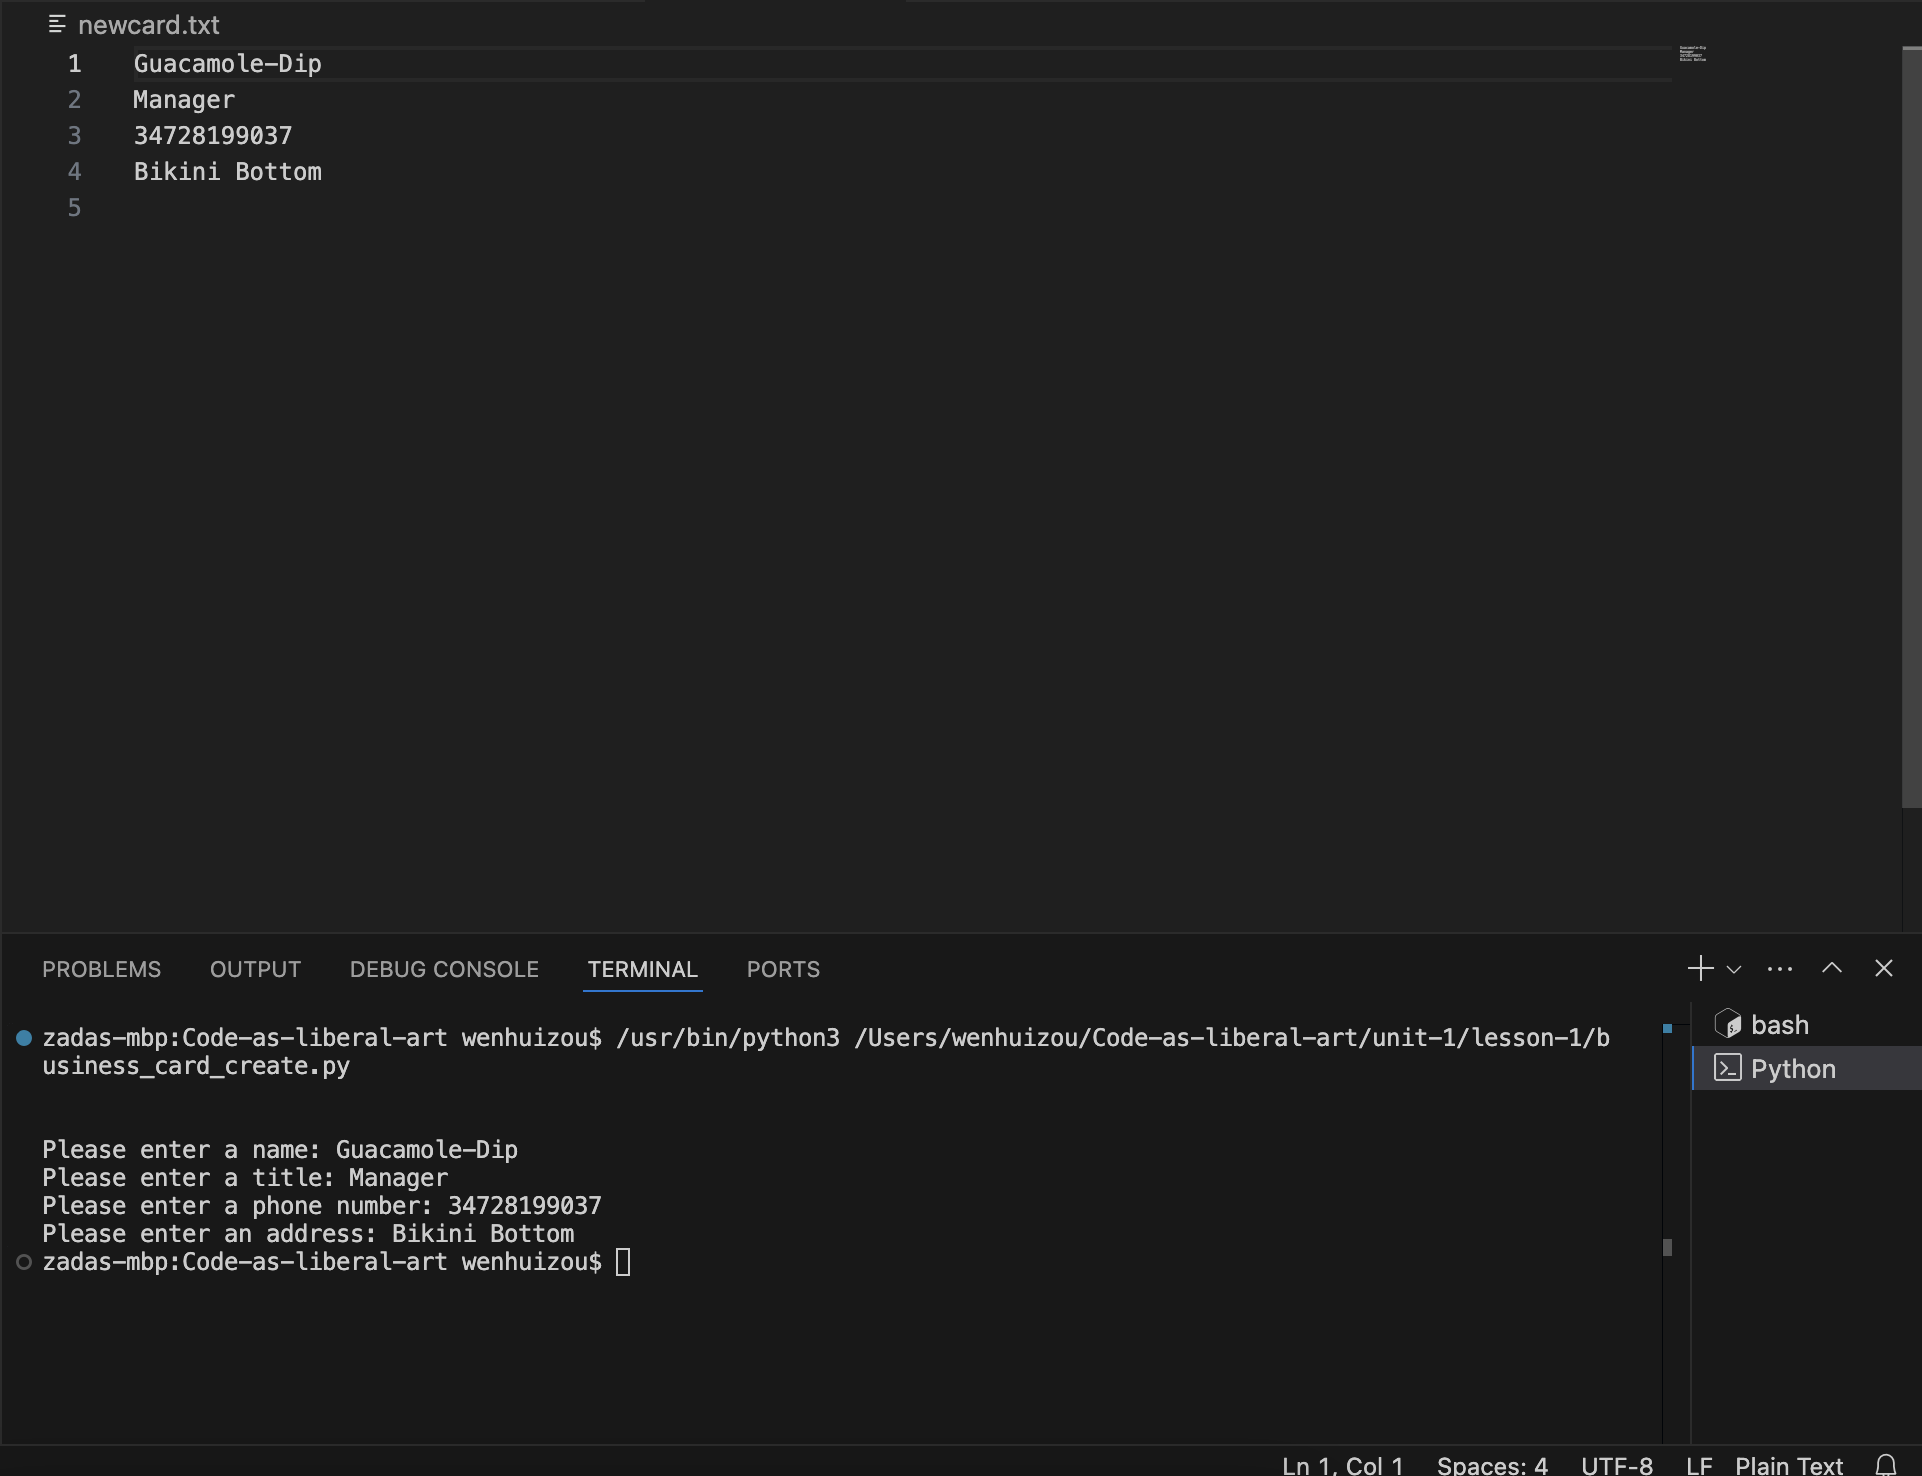 newcard.txt
1 Guacamole-Dip
2 Manager
3 34728199037
4 Bikini Bottom
5
PROBLEMS OUTPUT DEBUG CONSOLE TERMINAL PORTS
zadas-mbp:Code-as-liberal-art wenhuizou$ /usr/bin/python3 /Users/wenhuizou/Code-as-liberal-art/unit-1/lesson-1/b
usiness_card_create.py
Please enter a name: Guacamole-Dip
Please enter a title: Manager
Please enter a phone number: 34728199037
Please enter an address: Bikini Bottom
zadas-mbp:Code-as-liberal-art wenhuizou$
bash
Python
Ln 1, Col 1 Spaces: 4 UTF-8 LF Plain Text